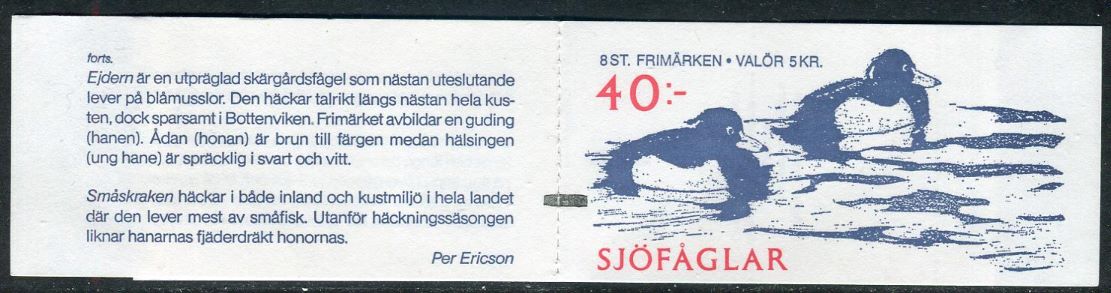 forts.
Ejdern är en utpräglad skärgårdsfågel som nästan uteslutande
lever på blåmusslor. Den häckar talrikt längs nästan hela kus-
ten, dock sparsamt i Bottenviken. Frimärket avbildar en guding
(hanen). Ådan (honan) är brun till färgen medan hälsingen
(ung hane) är spräcklig i svart och vitt.
Småskraken häckar i både inland och kustmiljö i hela landet
där den lever mest av småfisk. Utanför häckningssäsongen
liknar hanarnas fjäderdräkt honornas.
Per Ericson
8 ST. FRIMÄRKEN • VALÖR 5 KR.
40:-
SJÖFÅGLAR